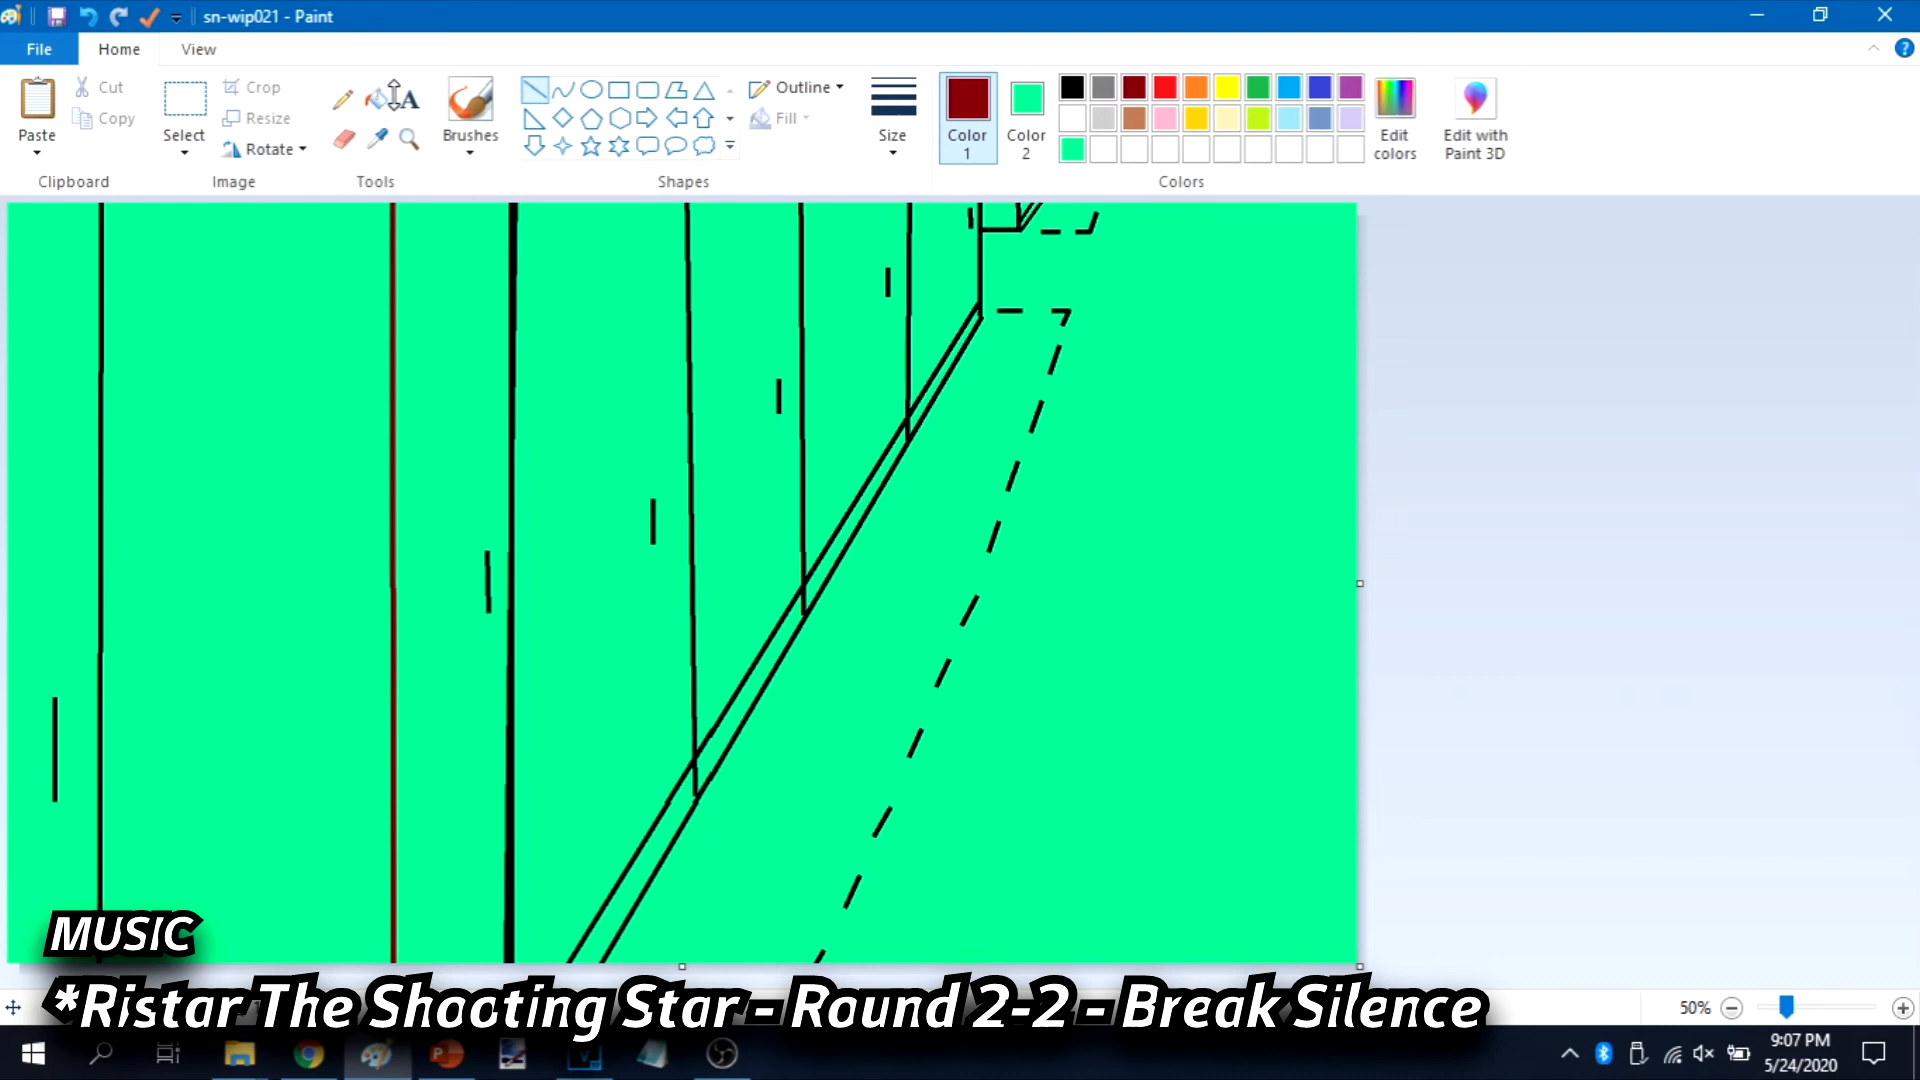 sn-wip021 - Paint
File Home View
Paste Cut Copy
Clipboard
Select Crop Resize Rotate
Image
Tools
Brushes
Shapes
Outline Fill
Size
Color 1
Color 2
Edit colors
Edit with Paint 3D
Colors
MUSIC
*Ristar The Shooting Star - Round 2-2 - Break Silence
50%
9:07 PM
5/24/2020